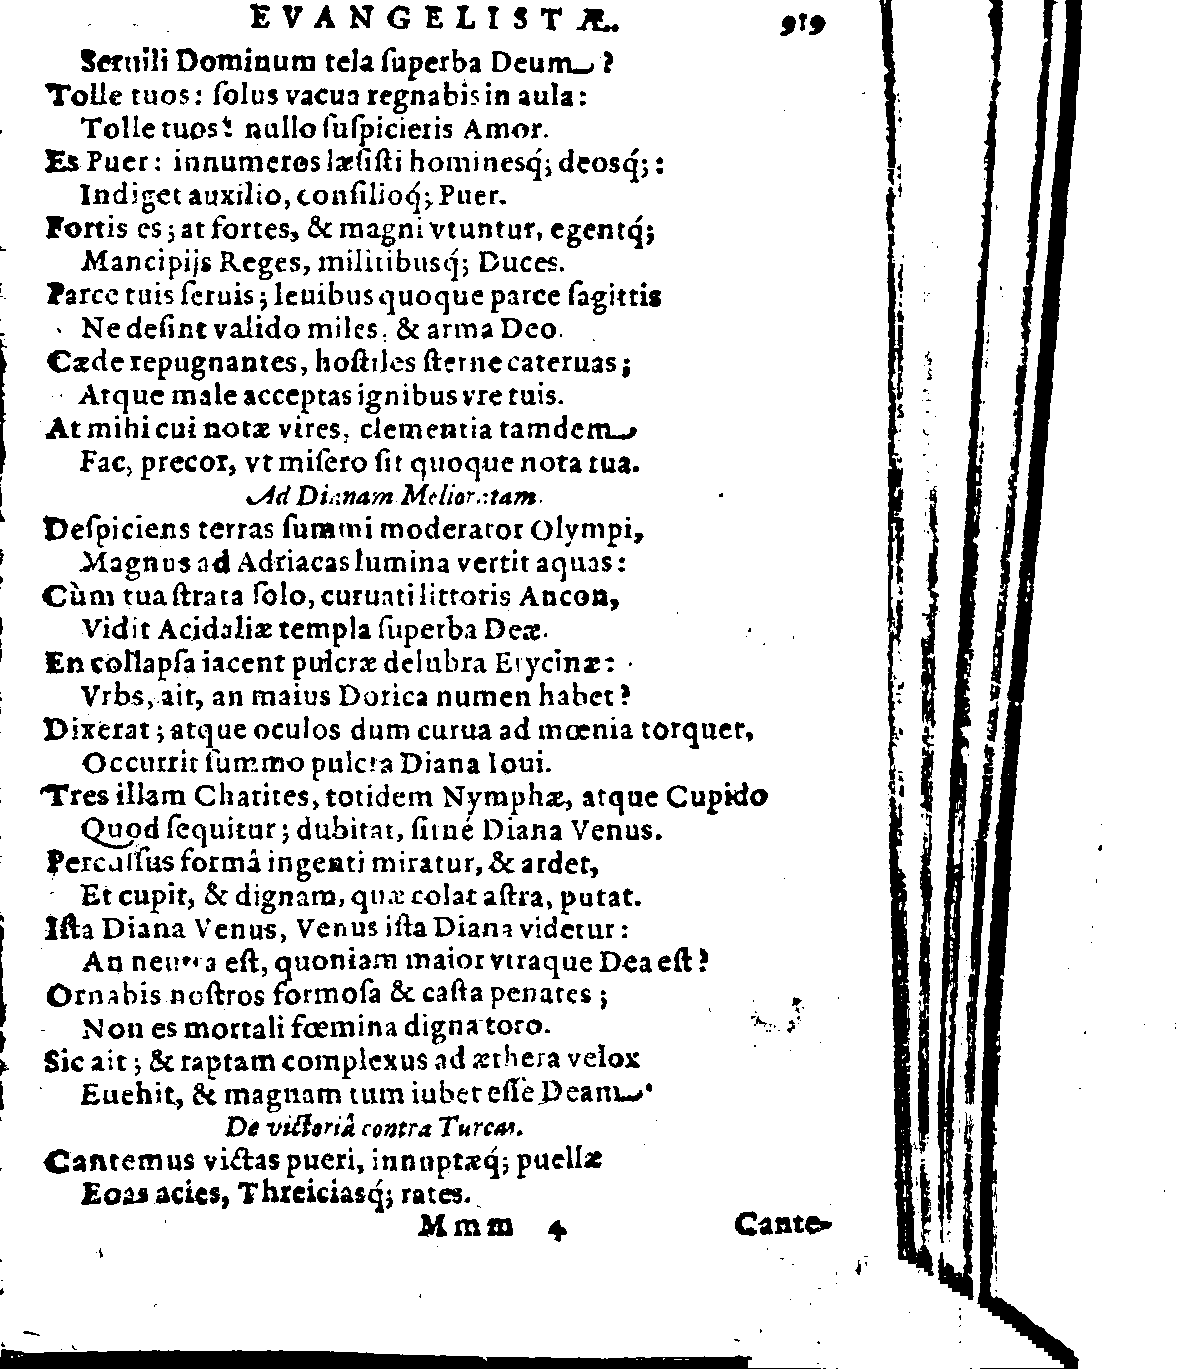 EVANGELISTÆ. 919
Seruili Dominum tela ſuperba Deum?
Tolle tuos: ſolus vacua regnabis in aula:
Tolle tuos! nullo ſuſpicieris Amor.
Es Puer: innumeros læſiſti hominesq́; deosq́;:
Indiget auxilio, conſilioq́; Puer.
Fortis es; at fortes, & magni vtuntur, egentq́;
Mancipijs Reges, militibusq́; Duces.
Parce tuis ſeruis; leuibus quoque parce ſagittis
Ne deſint valido miles, & arma Deo.
Cæde repugnantes, hoſtiles ſterne cateruas;
Atque male acceptas ignibus vre tuis.
At mihi cui notæ vires, clementia tamdem
Fac, precor, vt miſero ſit quoque nota tua.
Ad Dianam Melioratam.
Deſpiciens terras ſummi moderator Olympi,
Magnus ad Adriacas lumina vertit aquas:
Cùm tua ſtrata ſolo, curuati littoris Ancon,
Vidit Acidaliæ templa ſuperba Deæ.
En collapſa iacent pulcræ delubra Erycinæ:
Vrbs, ait, an maius Dorica numen habet?
Dixerat; atque oculos dum curua ad mœnia torquet,
Occurrit ſummo pulcra Diana Ioui.
Tres illam Charites, totidem Nymphæ, atque Cupido
Quod ſequitur; dubitat, ſitné Diana Venus.
Perculſus formâ ingenti miratur, & ardet,
Et cupit, & dignam, quæ colat aſtra, putat.
Iſta Diana Venus, Venus iſta Diana videtur:
An neutra eſt, quoniam maior vtraque Dea eſt?
Ornabis noſtros formoſa & caſta penates;
Non es mortali fœmina digna toro.
Sic ait; & raptam complexus ad æthera velox
Euehit, & magnam tum iubet eſſe Deam.
De victoriâ contra Turcas.
Cantemus victas pueri, innuptæq́; puellæ
Eoas acies, Threiciasq́; rates.
Mmm 4 Cante-